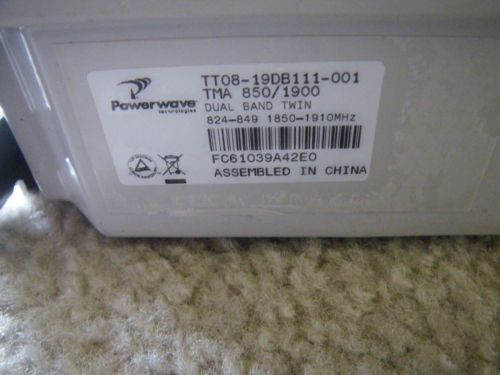 Powerwave
technologies
TT08-19DB111-001
TMA 850/1900
DUAL BAND TWIN
824-849 1850-1910MHz
FC61039A42E0
ASSEMBLED IN CHINA